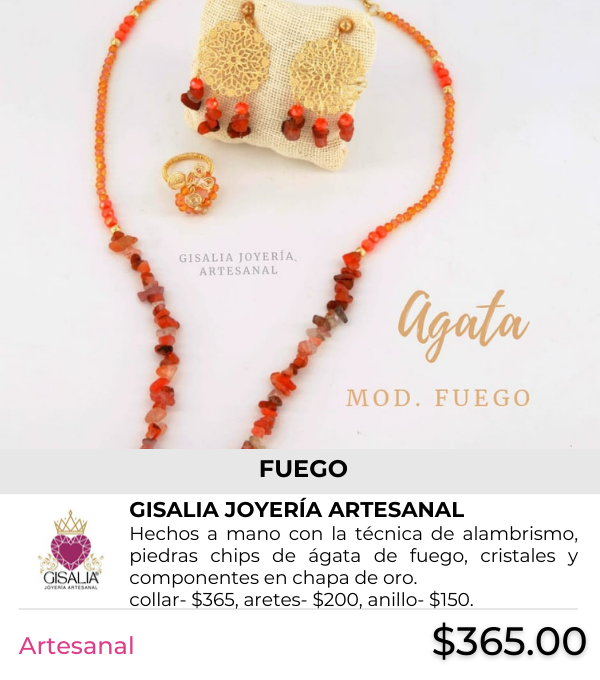 GISALIA JOYERÍA
ARTESANAL
Agata
MOD. FUEGO
FUEGO
GISALIA JOYERÍA ARTESANAL
Hechos a mano con la técnica de alambrismo,
piedras chips de ágata de fuego, cristales y
componentes en chapa de oro.
collar- $365, aretes- $200, anillo- $150.
GISALIA
JOYERÍA ARTESANAL
Artesanal
$365.00